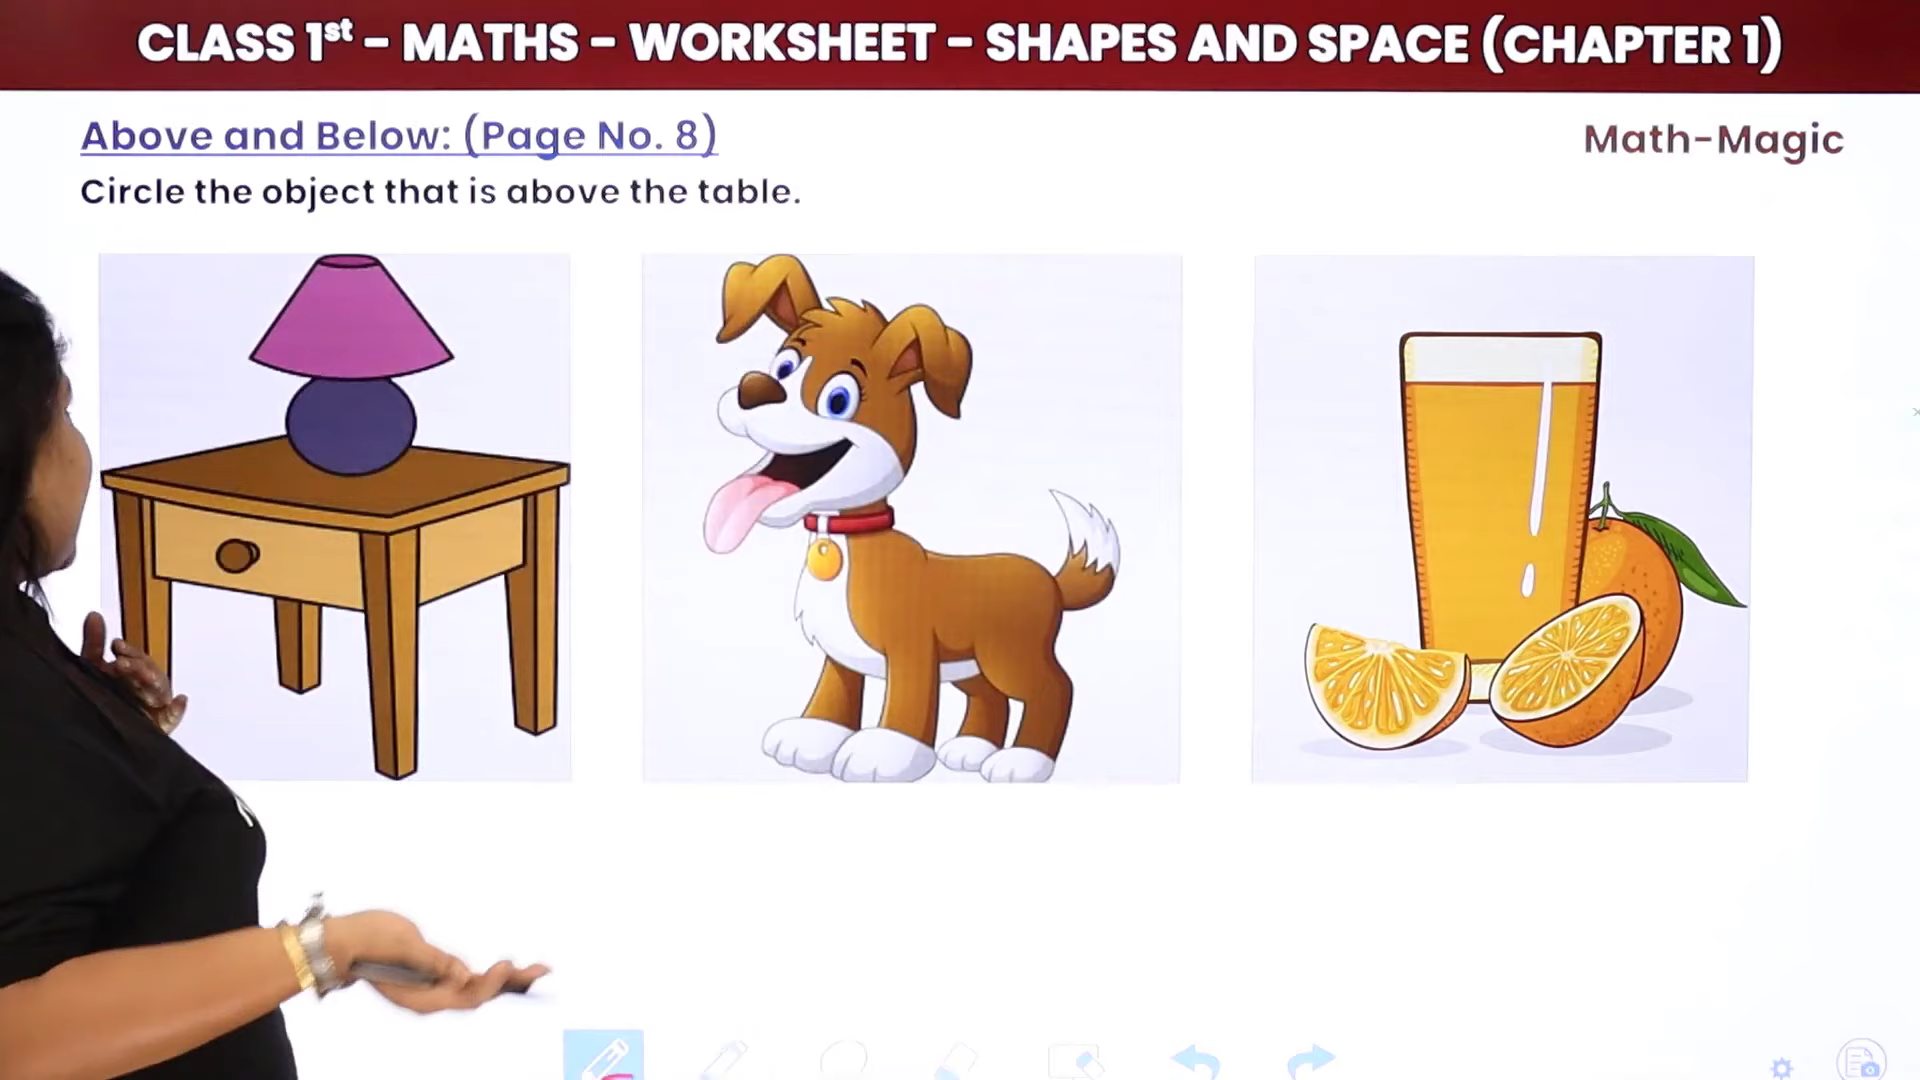 CLASS 1st - MATHS - WORKSHEET - SHAPES AND SPACE (CHAPTER 1)
Above and Below: (Page No. 8)
Math-Magic
Circle the object that is above the table.